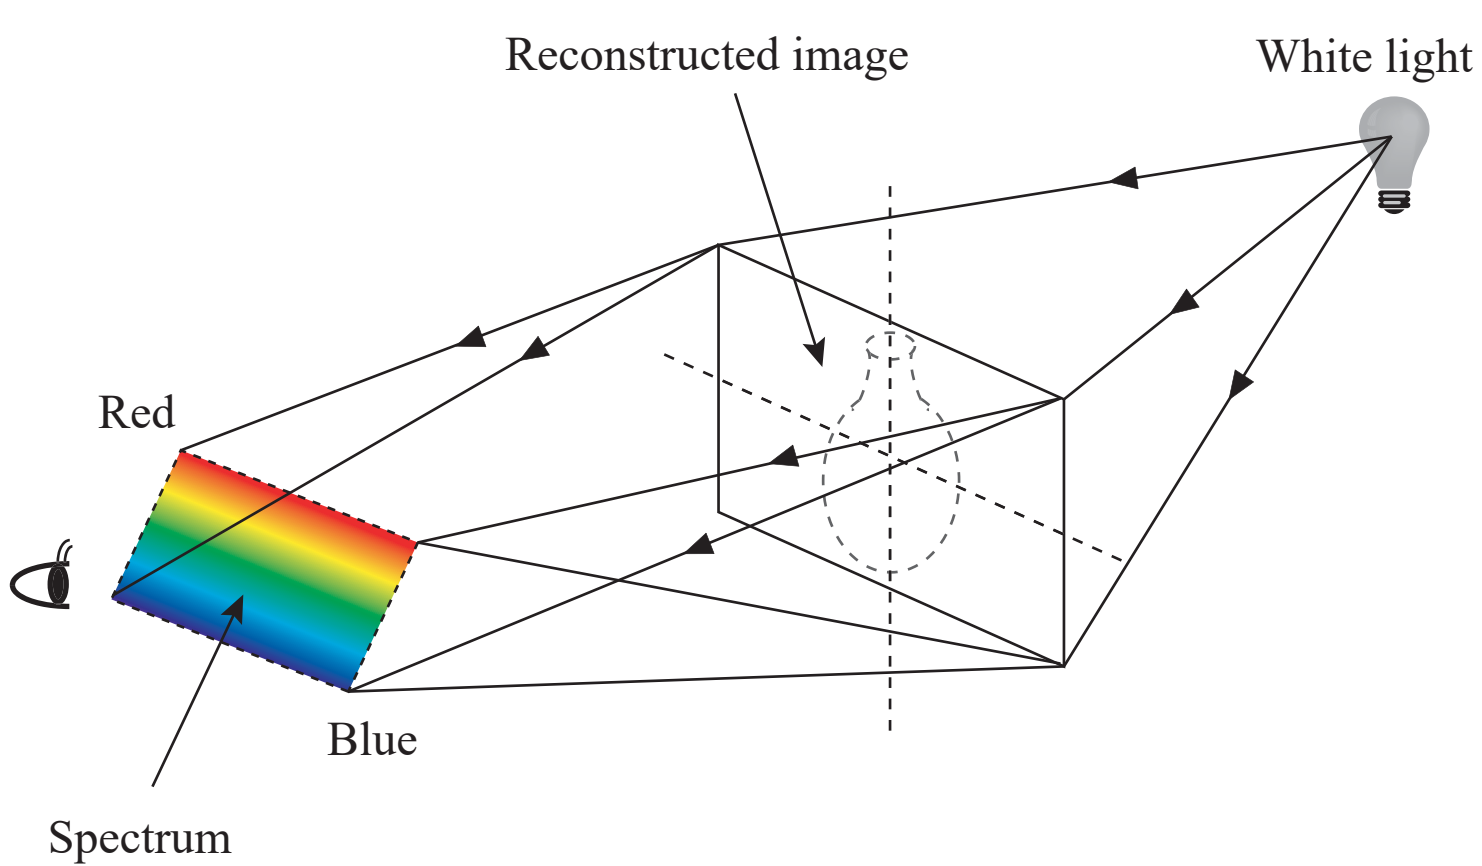 Reconstructed image
White light
Red
Blue
Spectrum